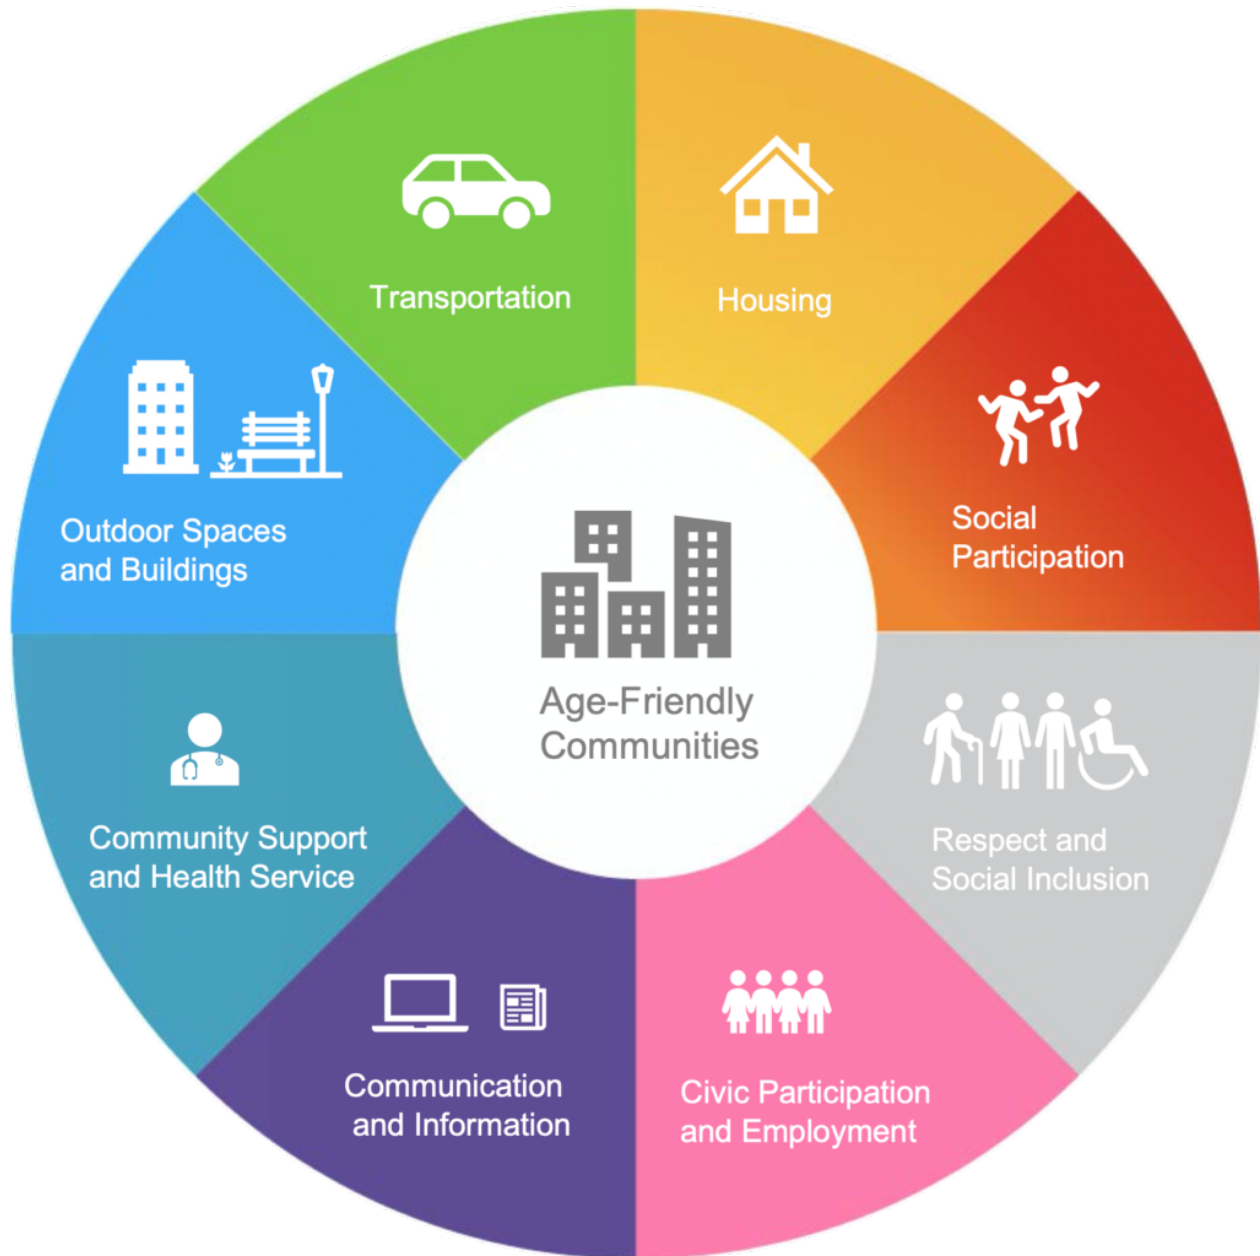 Transportation
Housing
Social
Participation
Respect and
Social Inclusion
Civic Participation
and Employment
Communication
and Information
Community Support
and Health Service
Outdoor Spaces
and Buildings
Age-Friendly
Communities